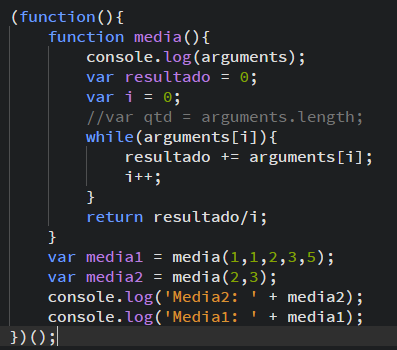 (function(){
    function media(){
        console.log(arguments);
        var resultado = 0;
        var i = 0;
        //var qtd = arguments.length;
        while(arguments[i]){
            resultado += arguments[i];
            i++;
        }
        return resultado/i;
    }
    var media1 = media(1,1,2,3,5);
    var media2 = media(2,3);
    console.log('Media2: ' + media2);
    console.log('Media1: ' + media1);
})();